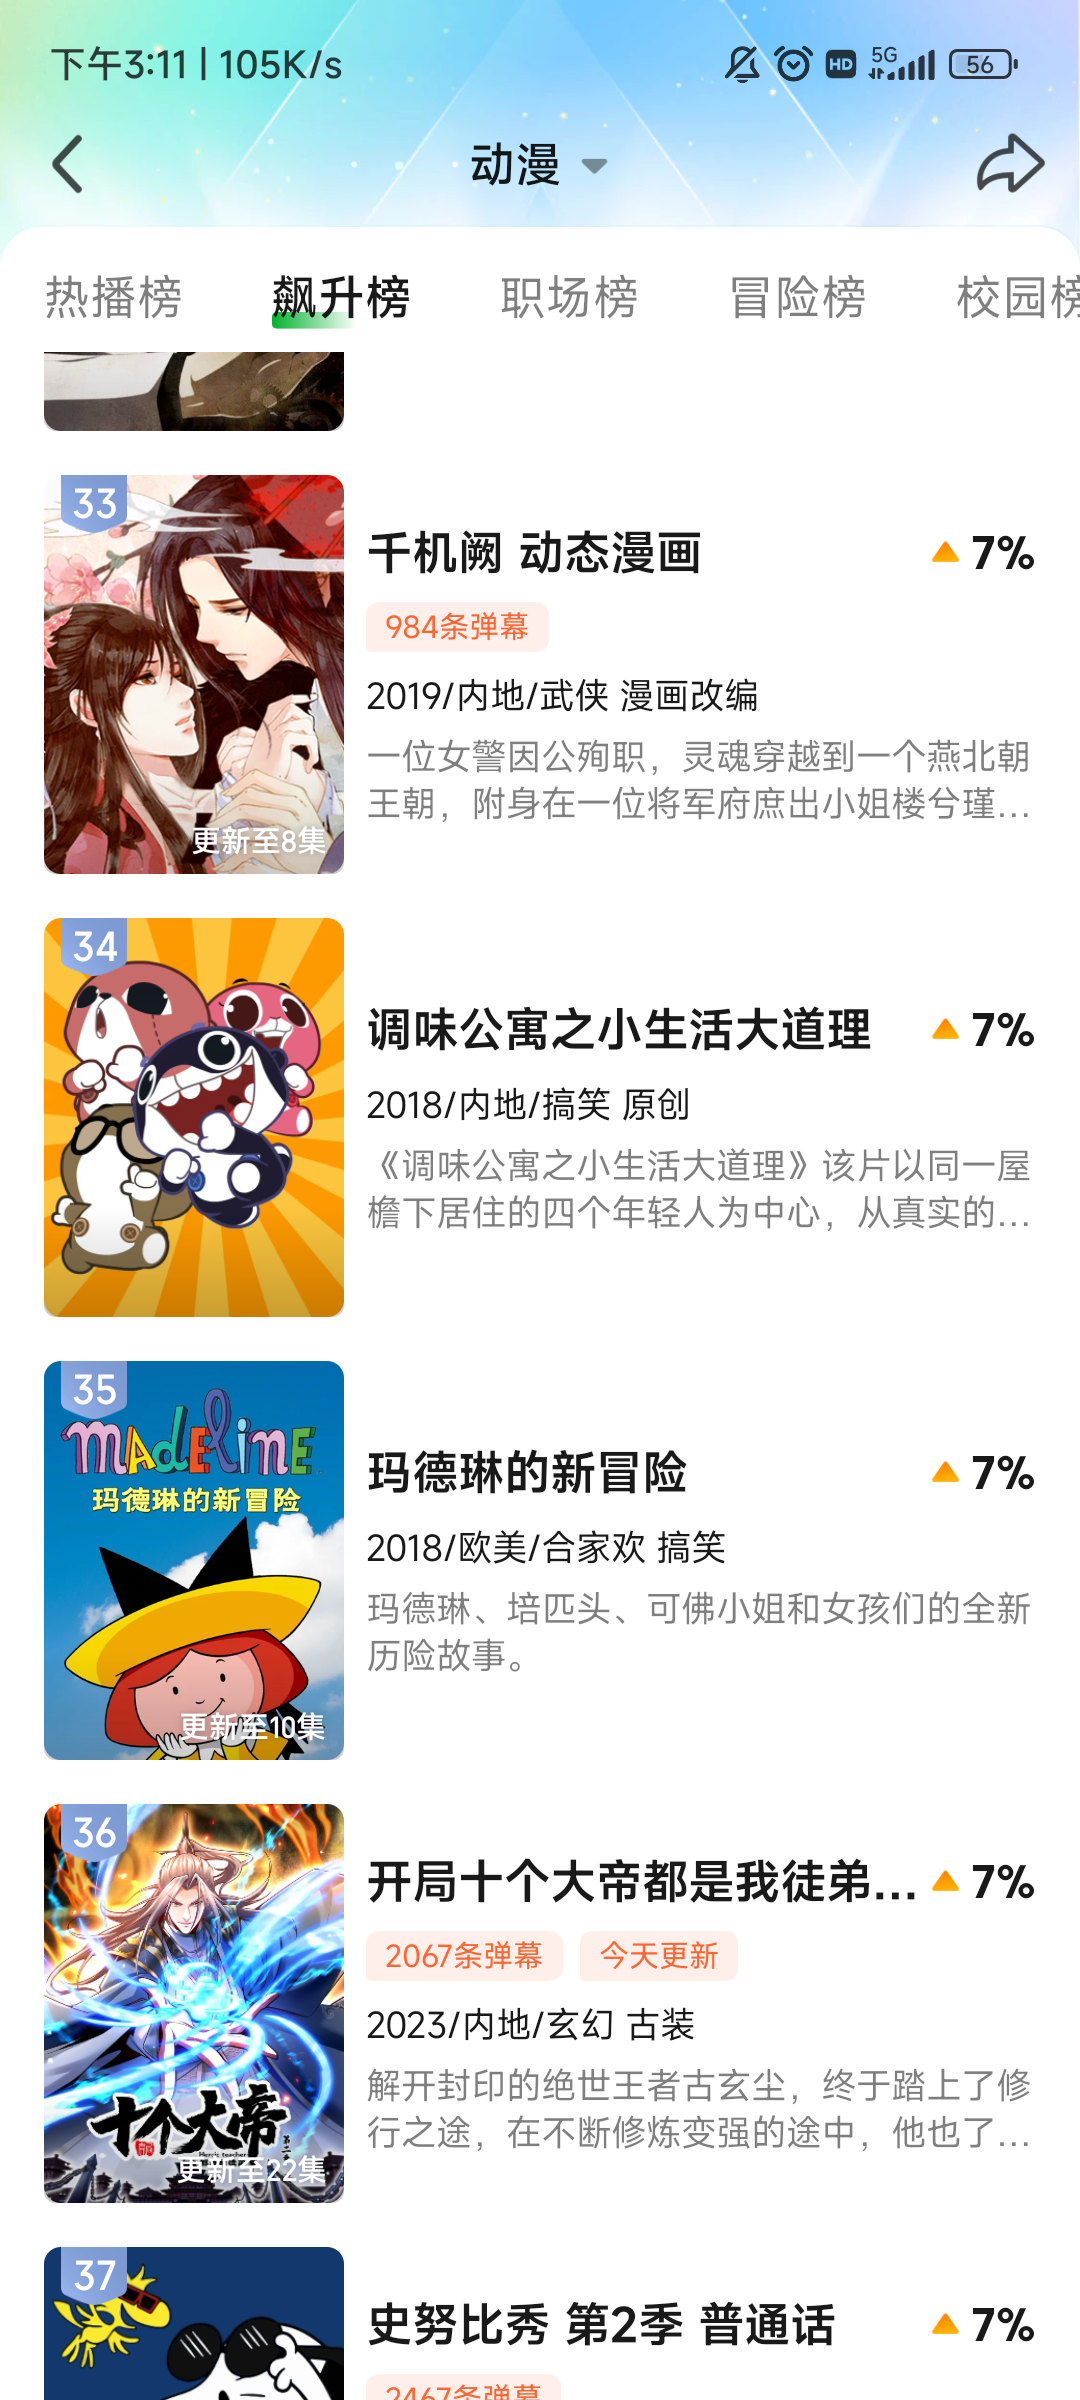 下午3:11 | 105K/s
HD
5G
56
动漫
热播榜 飙升榜 职场榜 冒险榜 校园榜
33
千机阙 动态漫画
7%
984条弹幕
2019/内地/武侠 漫画改编
一位女警因公殉职，灵魂穿越到一个燕北朝
王朝，附身在一位将军府庶出小姐楼兮瑾...
更新至8集
34
调味公寓之小生活大道理
7%
2018/内地/搞笑 原创
《调味公寓之小生活大道理》该片以同一屋
檐下居住的四个年轻人为中心，从真实的...
35
MADELINE
玛德琳的新冒险
更新至10集
玛德琳的新冒险
7%
2018/欧美/合家欢 搞笑
玛德琳、培匹头、可佛小姐和女孩们的全新
历险故事。
36
十个大帝
更新至22集
开局十个大帝都是我徒弟...
7%
2067条弹幕 今天更新
2023/内地/玄幻 古装
解开封印的绝世王者古玄尘，终于踏上了修
行之途，在不断修炼变强的途中，他也了...
37
史努比秀 第2季 普通话
7%
2467条弹幕